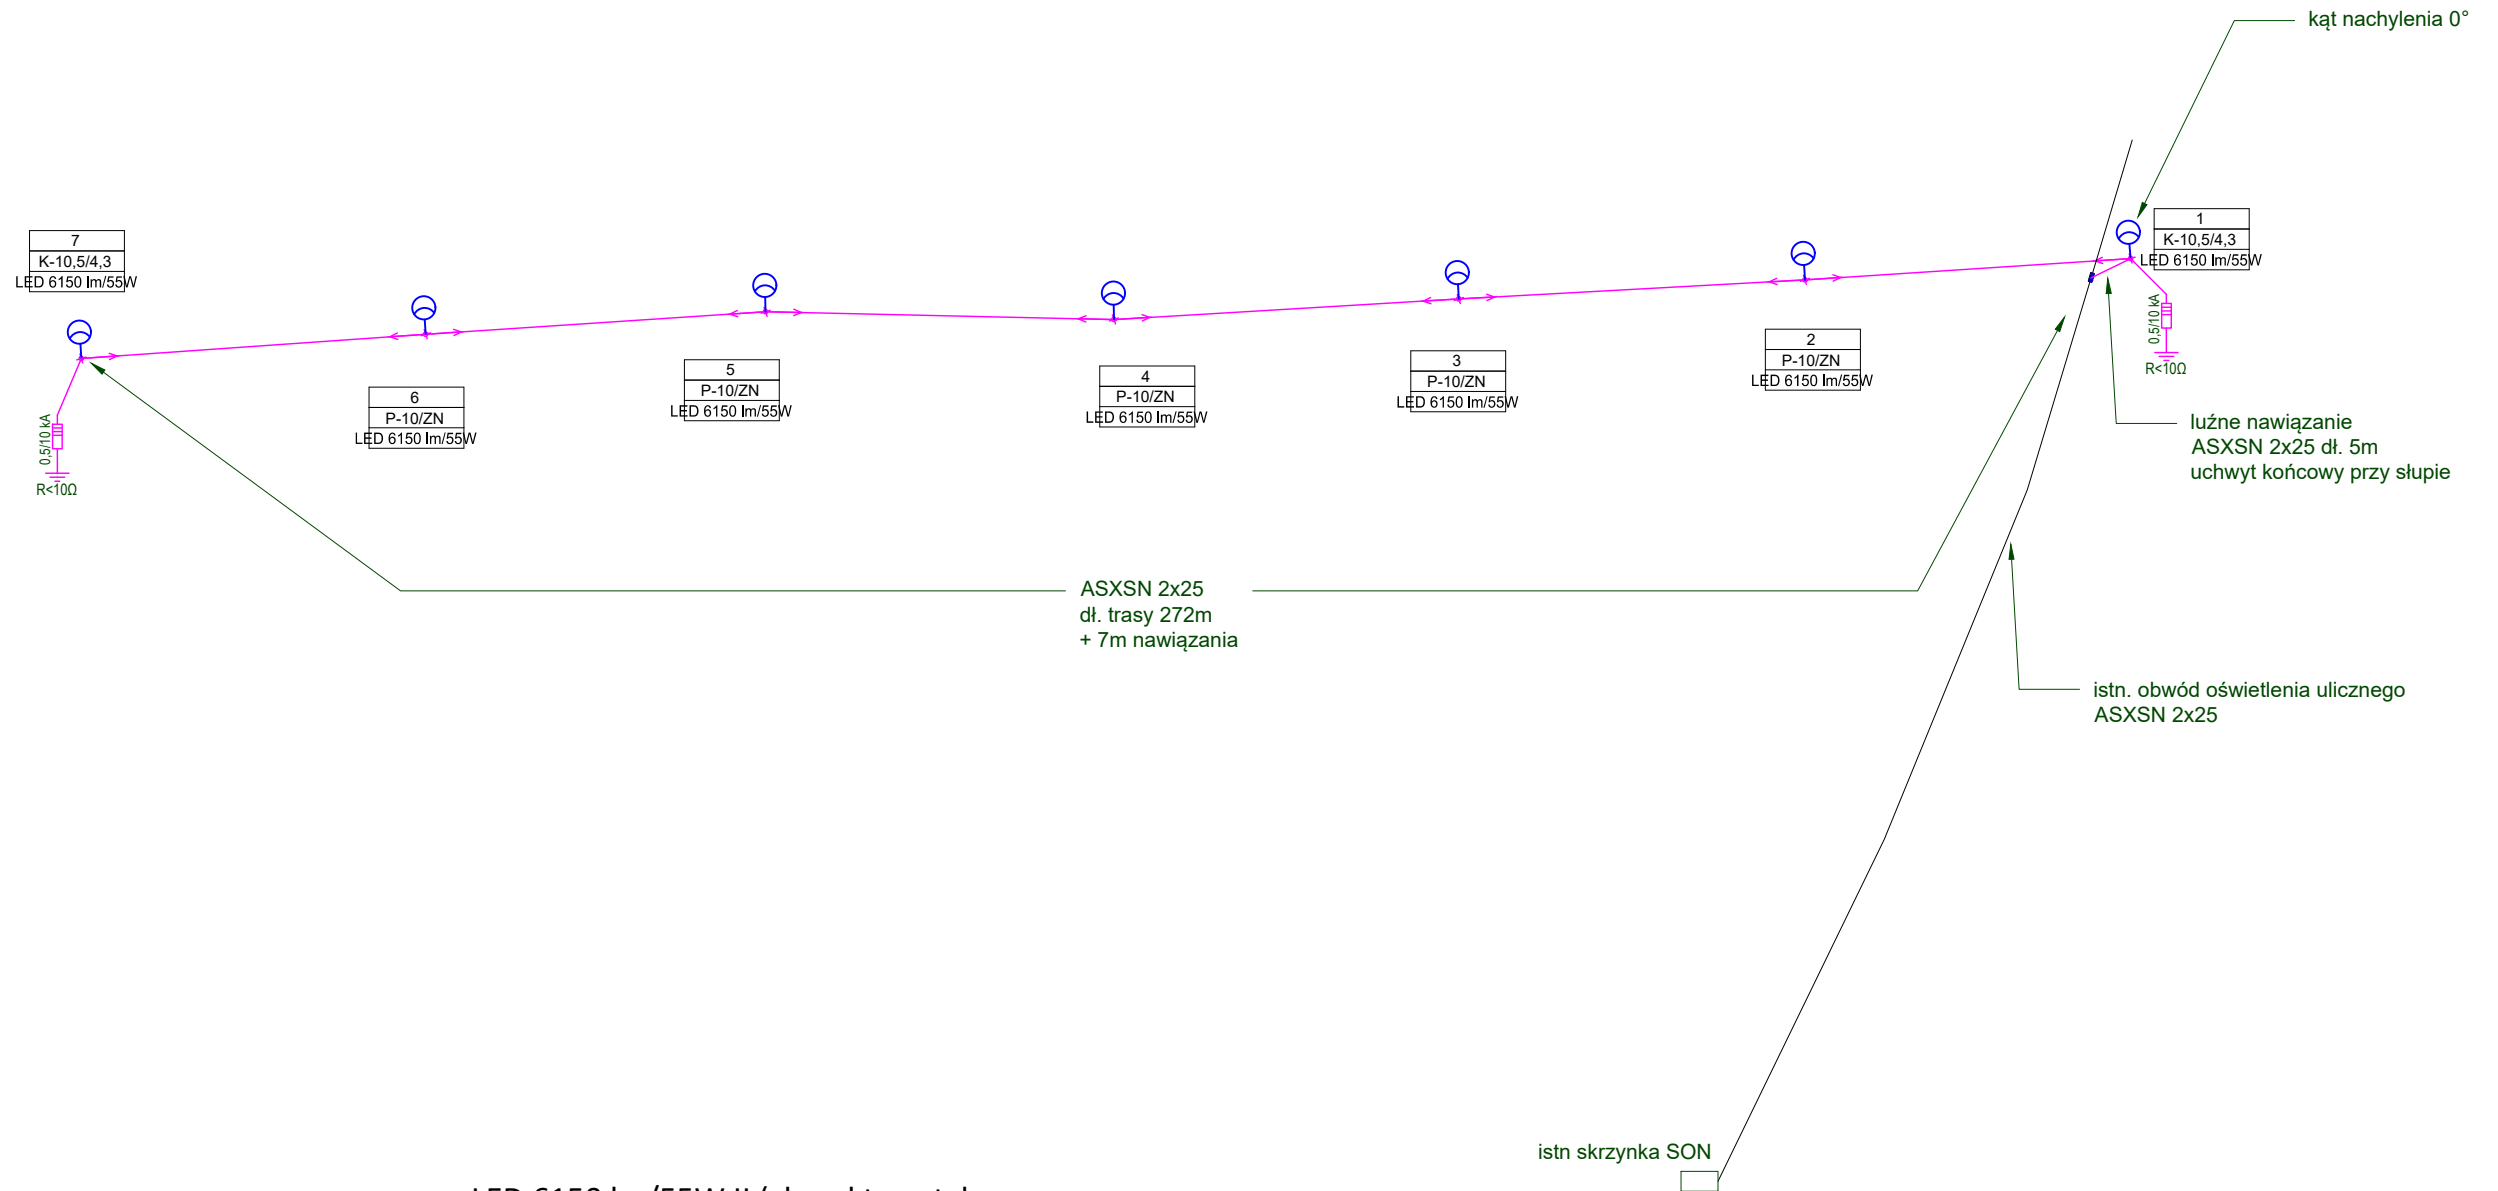 kąt nachylenia 0°
7
K-10,5/4,3
LED 6150 lm/55W
1
K-10,5/4,3
LED 6150 lm/55W
0,5/10 kA
R<10Ω
2
P-10/ZN
LED 6150 lm/55W
3
P-10/ZN
LED 6150 lm/55W
4
P-10/ZN
LED 6150 lm/55W
5
P-10/ZN
LED 6150 lm/55W
6
P-10/ZN
LED 6150 lm/55W
0,5/10 kA
R<10Ω
luźne nawiązanie
ASXSN 2x25 dł. 5m
uchwyt końcowy przy słupie
ASXSN 2x25
dł. trasy 272m
+ 7m nawiązania
istn. obwód oświetlenia ulicznego
ASXSN 2x25
istn skrzynka SON